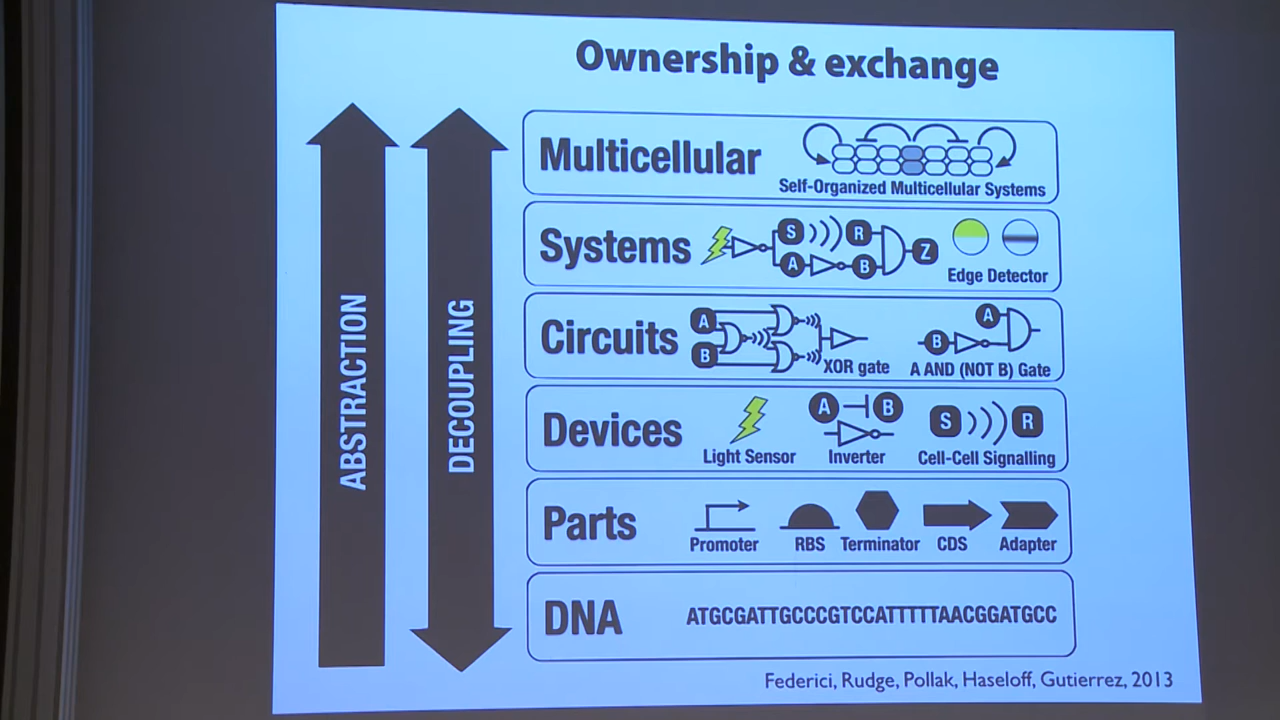 Ownership & exchange
ABSTRACTION
DECOUPLING
Multicellular
Self-Organized Multicellular Systems
Systems
S R
A B
Z
Edge Detector
Circuits
A
B
XOR gate
A
B
A AND (NOT B) Gate
Devices
Light Sensor
A B
Inverter
S R
Cell-Cell Signalling
Parts
Promoter
RBS
Terminator
CDS
Adapter
DNA
ATGCGATTGCCCGTCCATTTTTAACGGATGCC
Federici, Rudge, Pollak, Haseloff, Gutierrez, 2013